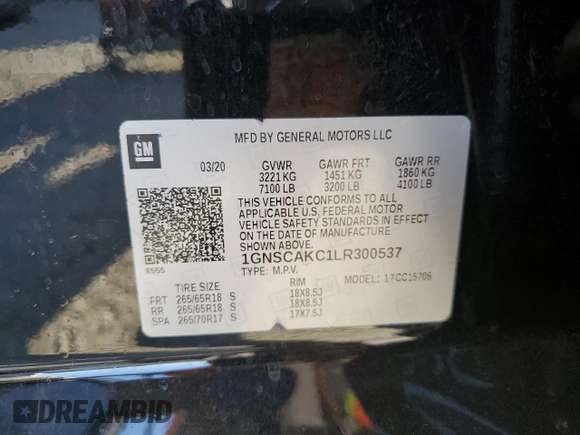 GM
MFD BY GENERAL MOTORS LLC
03/20 GVWR GAWR FRT GAWR RR
3221 KG 1451 KG 1860 KG
7100 LB 3200 LB 4100 LB
THIS VEHICLE CONFORMS TO ALL
APPLICABLE U.S. FEDERAL MOTOR
VEHICLE SAFETY STANDARDS IN EFFECT
ON THE DATE OF MANUFACTURE
SHOWN ABOVE.
8555
1GNSCAKC1LR300537
TYPE: M.P.V. MODEL: 17CC15706
TIRE SIZE RIM
FRT 265/65R18 S 18X8.5J
RR 265/65R18 S 18X8.5J
SPA 265/70R17 S 17X7.5J
DREAMBID